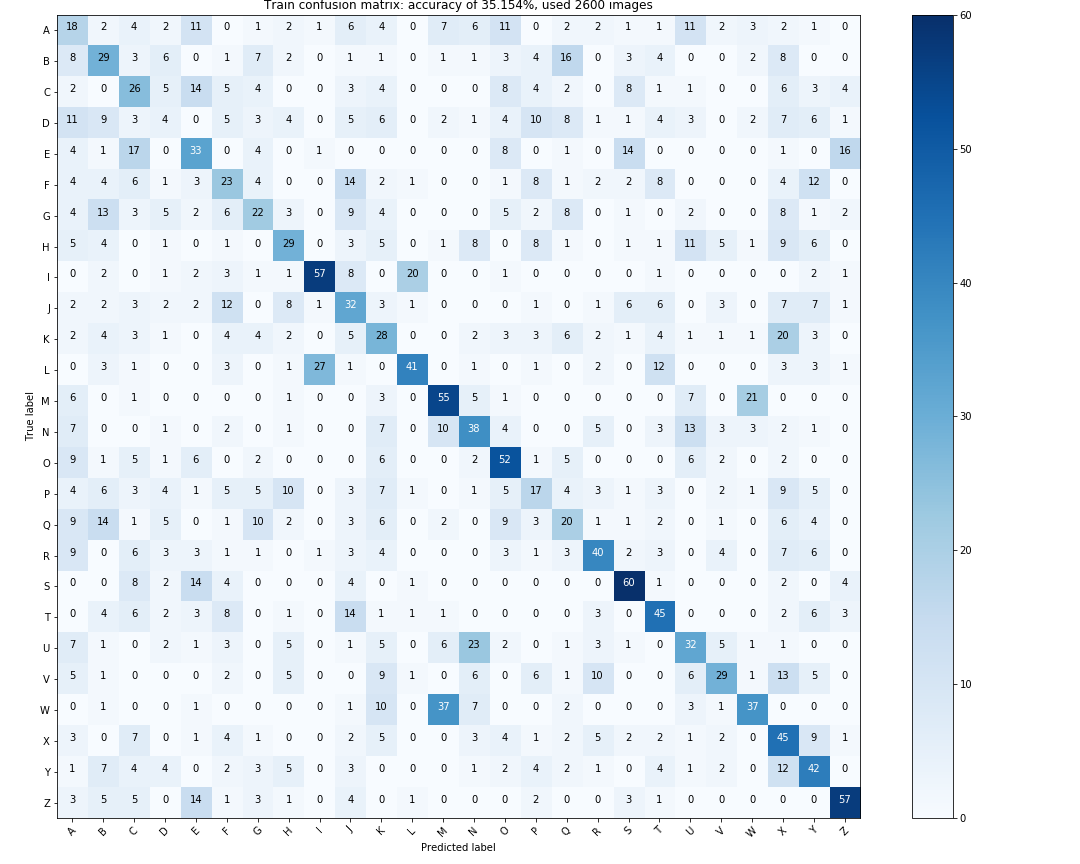 Train confusion matrix: accuracy of 35.154%, used 2600 images
A 18 2 4 2 11 0 1 2 1 6 4 0 7 6 11 0 2 2 1 1 11 2 3 2 1 0
B 8 29 3 6 0 1 7 2 0 1 1 0 1 1 3 4 16 0 3 4 0 0 2 8 0 0
C 2 0 26 5 14 5 4 0 0 3 4 0 0 0 8 4 2 0 8 1 1 0 0 6 3 4
D 11 9 3 4 0 5 3 4 0 5 6 0 2 1 4 10 8 1 1 4 3 0 2 7 6 1
E 4 1 17 0 33 0 4 0 1 0 0 0 0 0 8 0 1 0 14 0 0 0 0 1 0 16
F 4 4 6 1 3 23 4 0 0 14 2 1 0 0 1 8 1 2 2 8 0 0 0 4 12 0
G 4 13 3 5 2 6 22 3 0 9 4 0 0 0 5 2 8 0 1 0 2 0 0 8 1 2
H 5 4 0 1 0 1 0 29 0 3 5 0 1 8 0 8 1 0 1 1 11 5 1 9 6 0
I 0 2 0 1 2 3 1 1 57 8 0 20 0 0 1 0 0 0 0 1 0 0 0 0 2 1
J 2 2 3 2 2 12 0 8 1 32 3 1 0 0 0 1 0 1 6 6 0 3 0 7 7 1
K 2 4 3 1 0 4 4 2 0 5 28 0 0 2 3 3 6 2 1 4 1 1 1 20 3 0
L 0 3 1 0 0 3 0 1 27 1 0 41 0 0 0 1 0 2 0 12 0 0 0 3 3 1
M 6 0 1 0 0 0 0 1 0 0 3 0 55 5 1 0 0 0 0 0 7 0 21 0 0 0
N 7 0 0 1 0 2 0 1 0 0 7 0 10 38 4 0 0 5 0 3 13 3 3 2 1 0
O 9 1 5 1 6 0 2 0 0 0 6 0 0 2 52 1 5 0 0 0 6 2 0 2 0 0
P 4 6 3 4 1 5 5 10 0 3 7 1 0 1 5 17 4 3 1 3 0 2 1 9 5 0
Q 9 14 1 5 0 1 10 2 0 3 6 0 2 0 9 3 20 1 1 2 0 1 0 6 4 0
R 9 0 6 3 3 1 1 0 1 3 4 0 0 0 3 1 3 40 2 3 0 4 0 7 6 0
S 0 0 8 2 14 4 0 0 0 4 0 1 0 0 0 0 0 0 60 1 0 0 0 2 0 4
T 0 4 6 2 3 8 0 1 0 14 1 1 1 0 0 0 0 3 0 45 0 0 0 2 6 3
U 7 1 0 2 1 3 0 5 0 1 5 0 6 23 2 0 1 3 1 0 32 5 1 1 0 0
V 5 1 0 0 0 2 0 5 0 0 9 1 0 6 0 6 1 10 0 0 6 29 1 13 5 0
W 0 1 0 0 1 0 0 0 0 1 10 0 37 7 0 0 2 0 0 0 3 1 37 0 0 0
X 3 0 7 0 1 4 1 0 0 2 5 0 0 3 4 1 2 5 2 2 1 2 0 45 9 1
Y 1 7 4 4 0 2 3 5 0 3 0 0 0 1 2 4 2 1 0 4 1 2 0 12 42 0
Z 3 5 5 0 14 1 3 1 0 4 0 1 0 0 0 2 0 0 3 1 0 0 0 0 0 57
A B C D E F G H I J K L M N O P Q R S T U V W X Y Z
True label
Predicted label
60
50
40
30
20
10
0